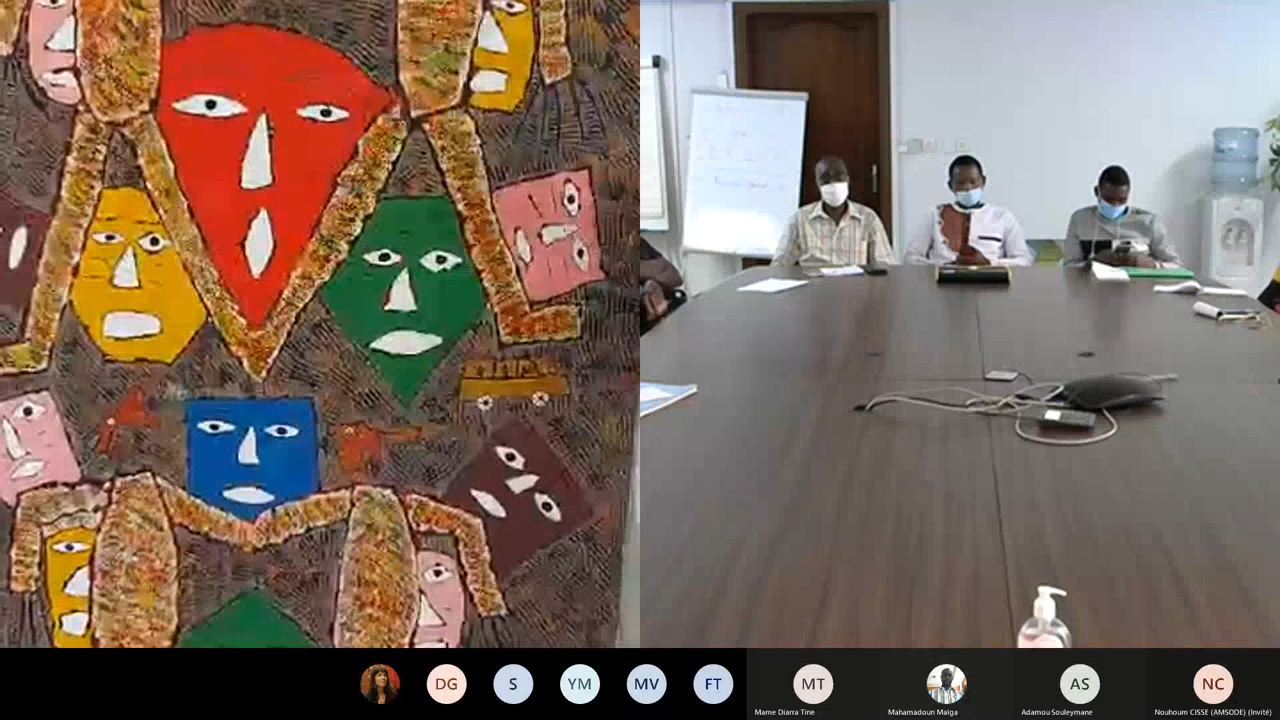 DG
S
YM
MV
FT
MT
AS
NC
Mame Diarra Tine
Mahamadoun Maiga
Adamou Souleymane
Nouhoum CISSE (AMSODE) (Invité)